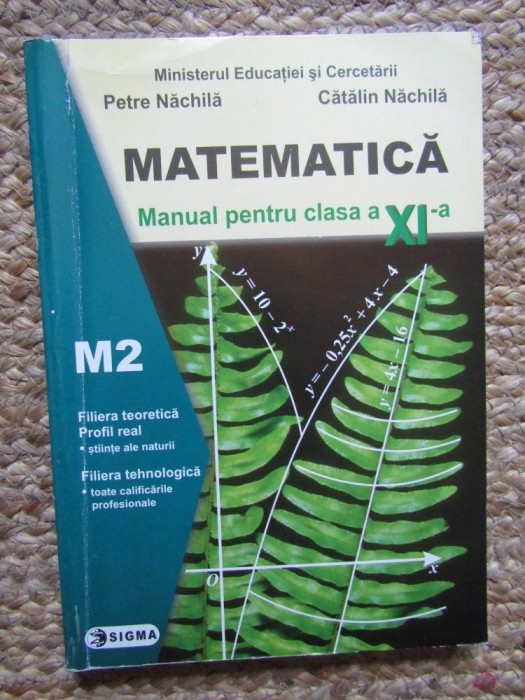 Ministerul Educației și Cercetării
Petre Năchilă Cătălin Năchilă
MATEMATICĂ
Manual pentru clasa a XI-a
y
y = 10 - 2ˣ
y = - 0,25x² + 4x - 4
y = 4x - 16
M2
Filiera teoretică
Profil real
• științe ale naturii
Filiera tehnologică
• toate calificările
profesionale
O
x
SIGMA